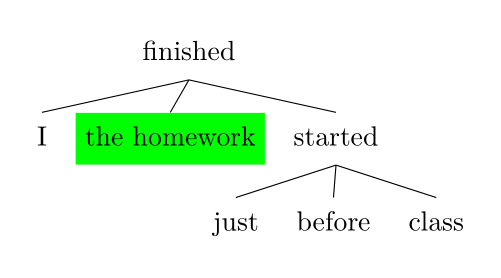 finished
I the homework started
just before class